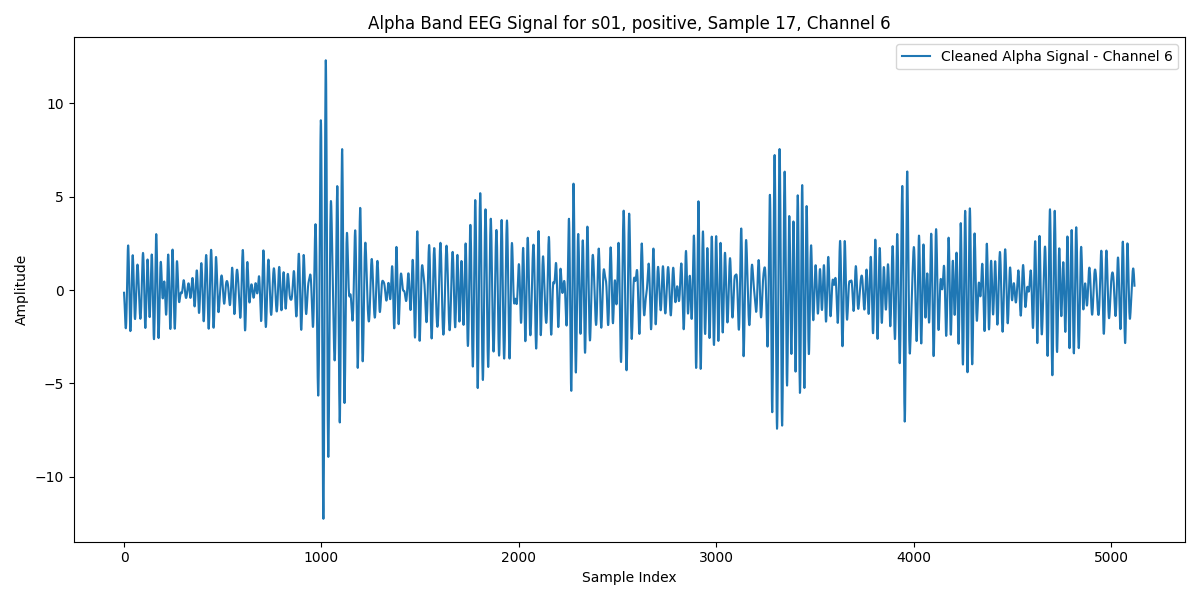 Alpha Band EEG Signal for s01, positive, Sample 17, Channel 6
Cleaned Alpha Signal - Channel 6
Amplitude
10
5
0
−5
−10
0 1000 2000 3000 4000 5000
Sample Index